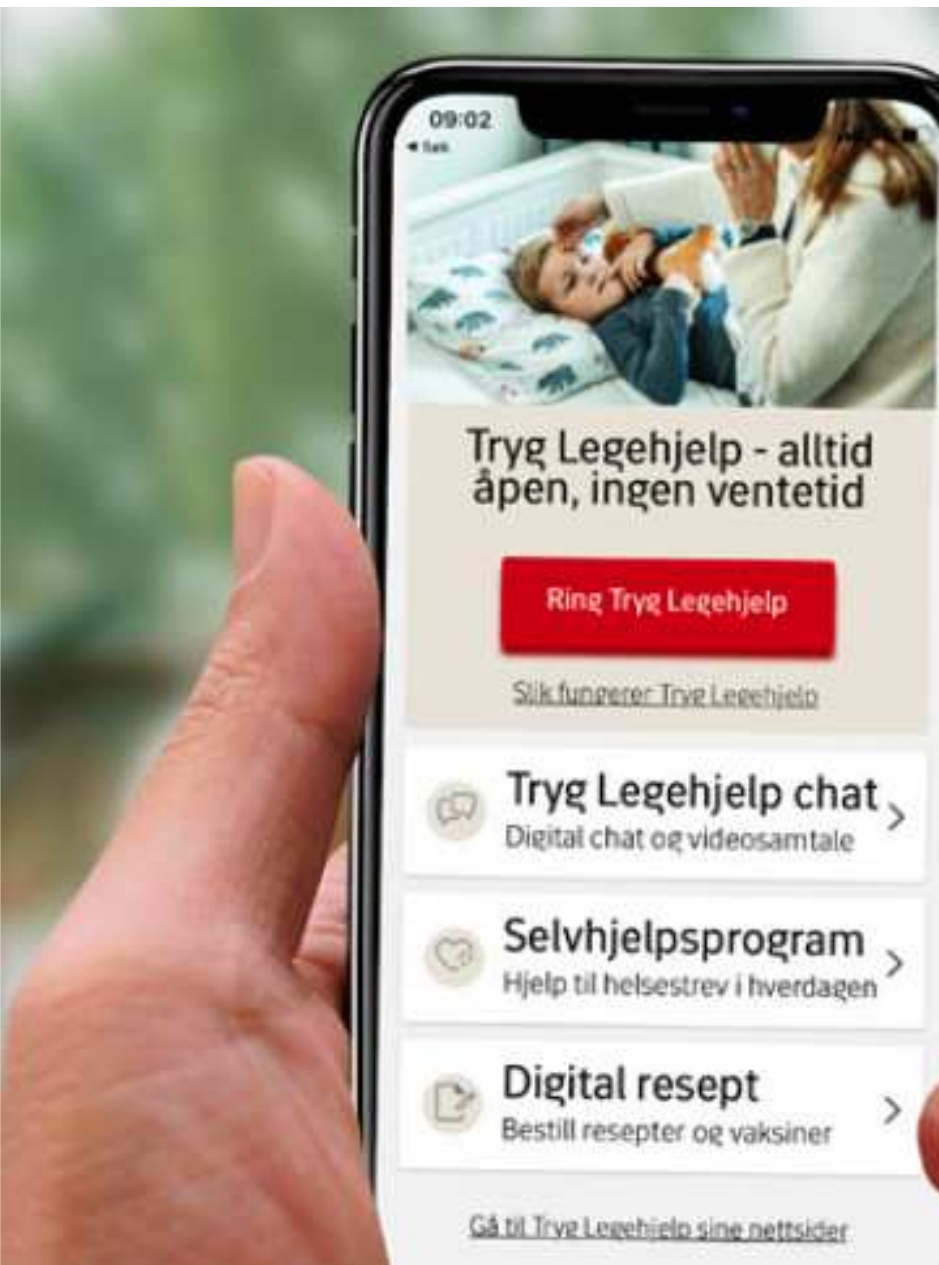 09:02
◀ Søk
Tryg Legehjelp - alltid
åpen, ingen ventetid
Ring Tryg Legehjelp
Slik fungerer Tryg Legehjelp
Tryg Legehjelp chat
Digital chat og videosamtale
Selvhjelpsprogram
Hjelp til helsestrev i hverdagen
Digital resept
Bestill resepter og vaksiner
Gå til Tryg Legehjelp sine nettsider